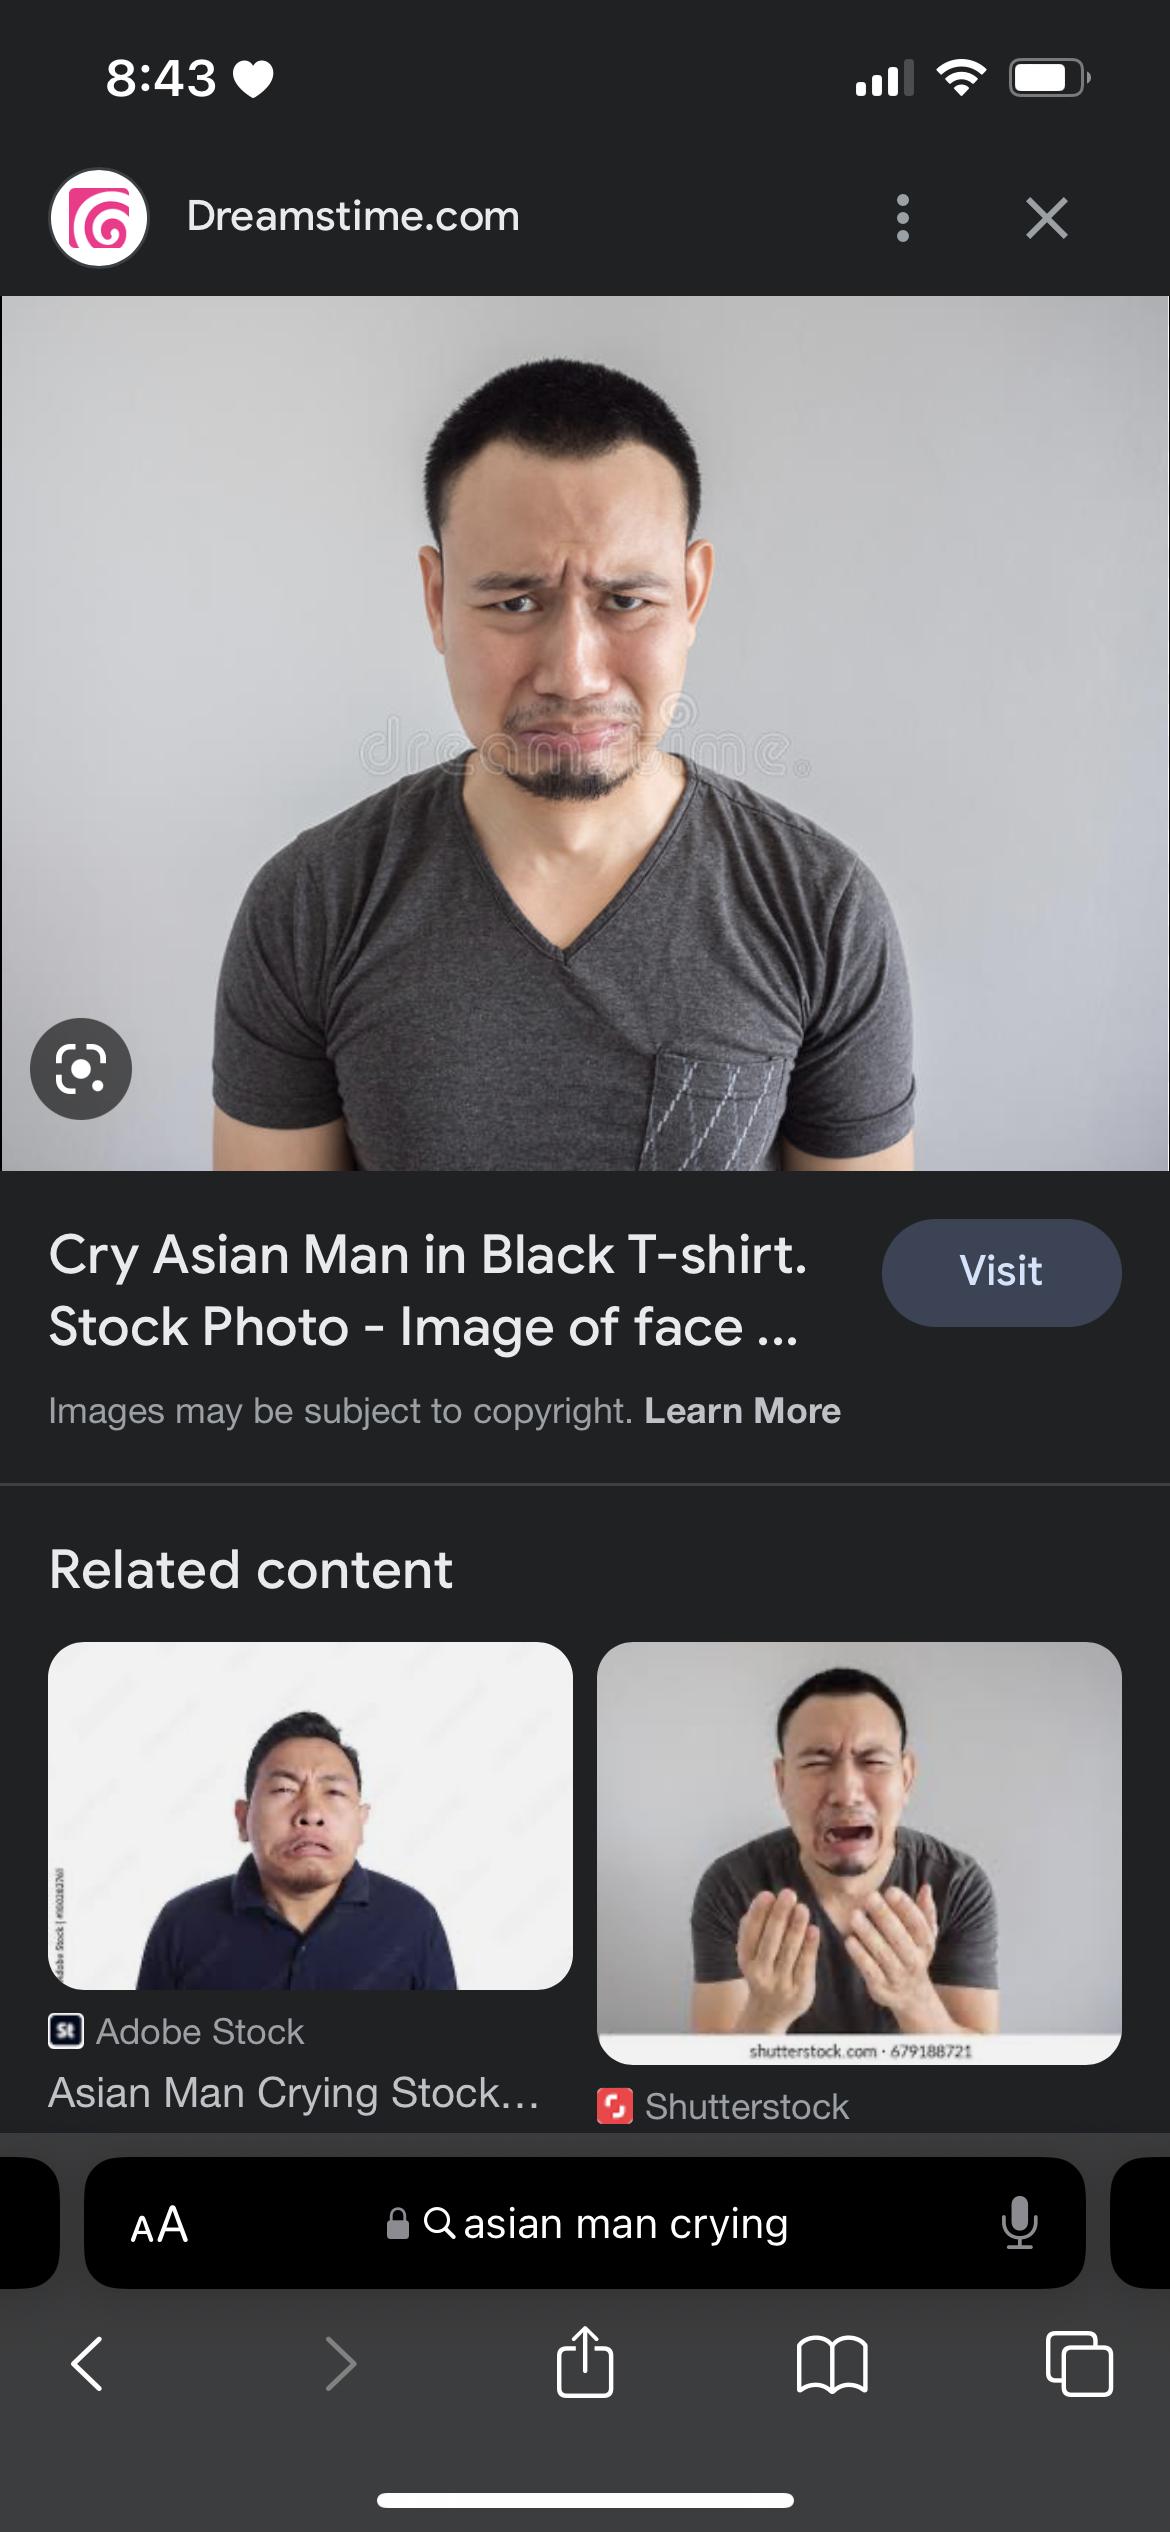 8:43
Dreamstime.com
dreamstime.
Cry Asian Man in Black T-shirt.
Stock Photo - Image of face ...
Visit
Images may be subject to copyright. Learn More
Related content
St Adobe Stock
Asian Man Crying Stock...
shutterstock.com · 679188721
Shutterstock
AA
asian man crying